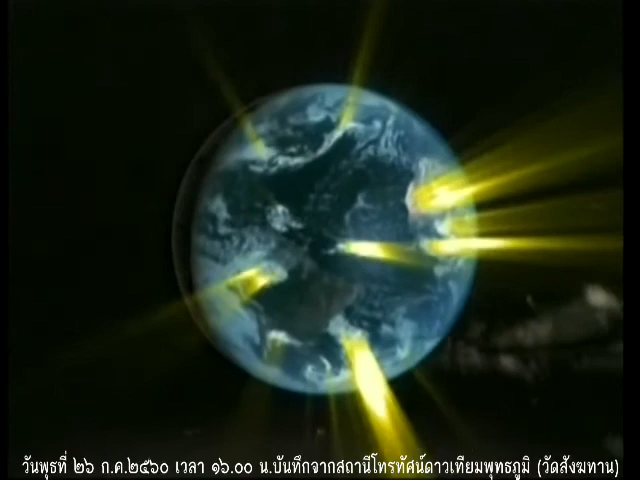 วันพุธที่ ๒๖ ก.ค.๒๕๖๐ เวลา ๑๖.๐๐ น.บันทึกจากสถานีโทรทัศน์ดาวเทียมพุทธภูมิ (วัดสังฆทาน)